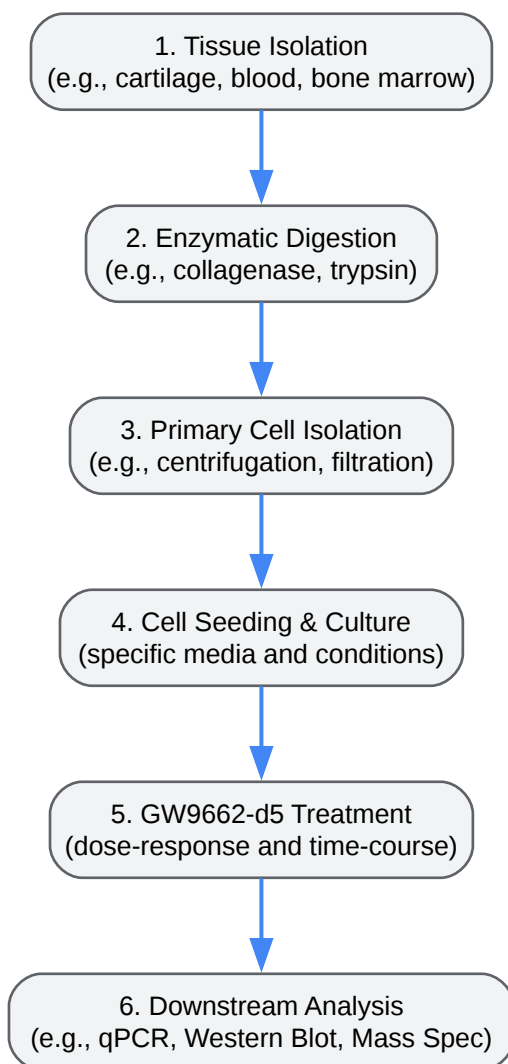 1. Tissue Isolation
(e.g., cartilage, blood, bone marrow)
2. Enzymatic Digestion
(e.g., collagenase, trypsin)
3. Primary Cell Isolation
(e.g., centrifugation, filtration)
4. Cell Seeding & Culture
(specific media and conditions)
5. GW9662-d5 Treatment
(dose-response and time-course)
6. Downstream Analysis
(e.g., qPCR, Western Blot, Mass Spec)